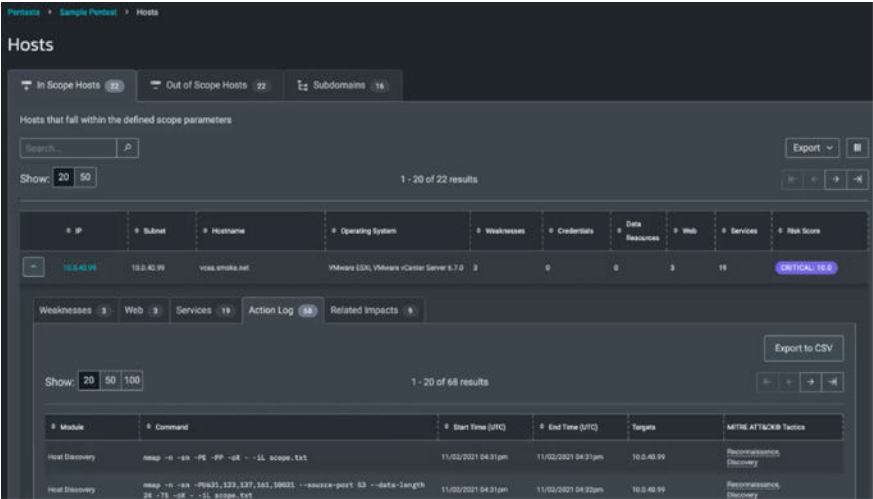 Pentests › Sample Pentest › Hosts
Hosts
In Scope Hosts 22 Out of Scope Hosts 22 Subdomains 16
Hosts that fall within the defined scope parameters
Search... Export
Show: 20 50 1 - 20 of 22 results
IP Subnet Hostname Operating System Weaknesses Credentials Data Resources Web Services Risk Score
10.0.40.99 10.0.40.99 vcsa.smoke.net VMware ESXi, VMware vCenter Server 6.7.0 3 0 0 3 19 CRITICAL: 10.0
Weaknesses 3 Web 3 Services 19 Action Log 68 Related Impacts 9
Export to CSV
Show: 20 50 100 1 - 20 of 68 results
Module Command Start Time (UTC) End Time (UTC) Targets MITRE ATT&CK® Tactics
Host Discovery nmap -n -sn -PE -PP -oX - -iL scope.txt 11/02/2021 04:31pm 11/02/2021 04:31pm 10.0.40.99 Reconnaissance,
Discovery
Host Discovery --source-port 53 --data-length 11/02/2021 04:31pm 11/02/2021 04:32pm 10.0.40.99 Reconnaissance,
24 -T5 -oX - -iL scope.txt Discovery